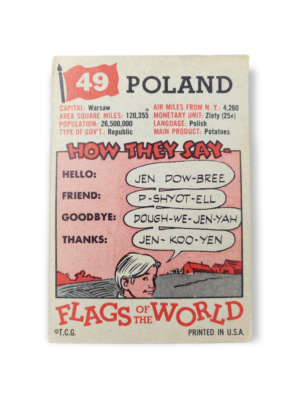 49 POLAND
CAPITAL: Warsaw
AREA SQUARE MILES: 120,355
POPULATION: 26,500,000
TYPE OF GOV'T.: Republic
AIR MILES FROM N. Y.: 4,260
MONETARY UNIT: Zloty (25¢)
LANGUAGE: Polish
MAIN PRODUCT: Potatoes
HOW THEY SAY-
HELLO: JEN DOW-BREE
FRIEND: P-SHYOT-ELL
GOODBYE: DOUGH-WE-JEN-YAH
THANKS: JEN-KOO-YEN
FLAGS OF THE WORLD
©T.C.G. PRINTED IN U.S.A.